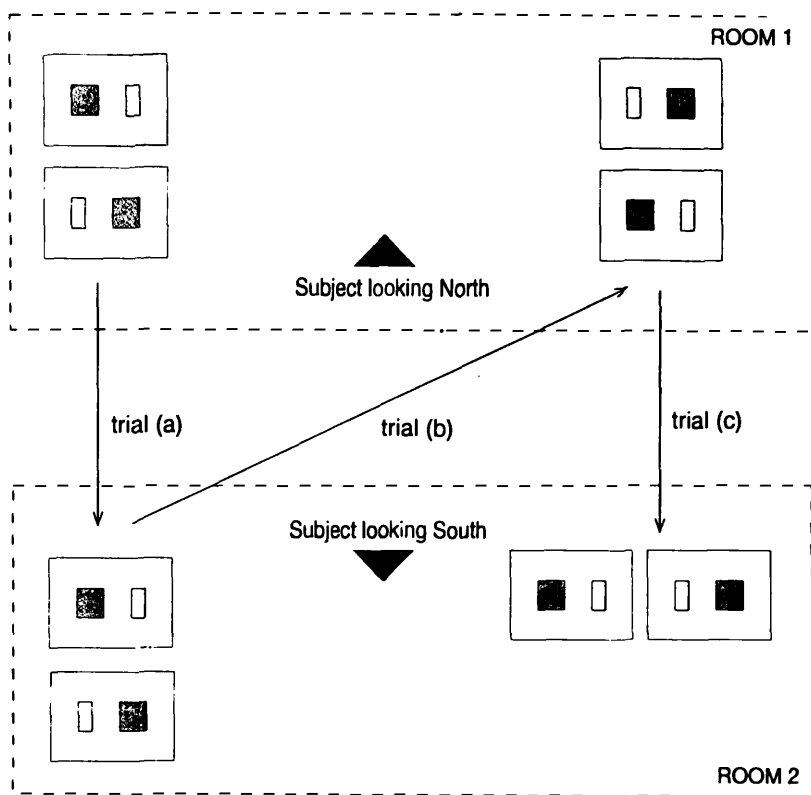 ROOM 1
Subject looking North
trial (a)
trial (b)
trial (c)
Subject looking South
ROOM 2